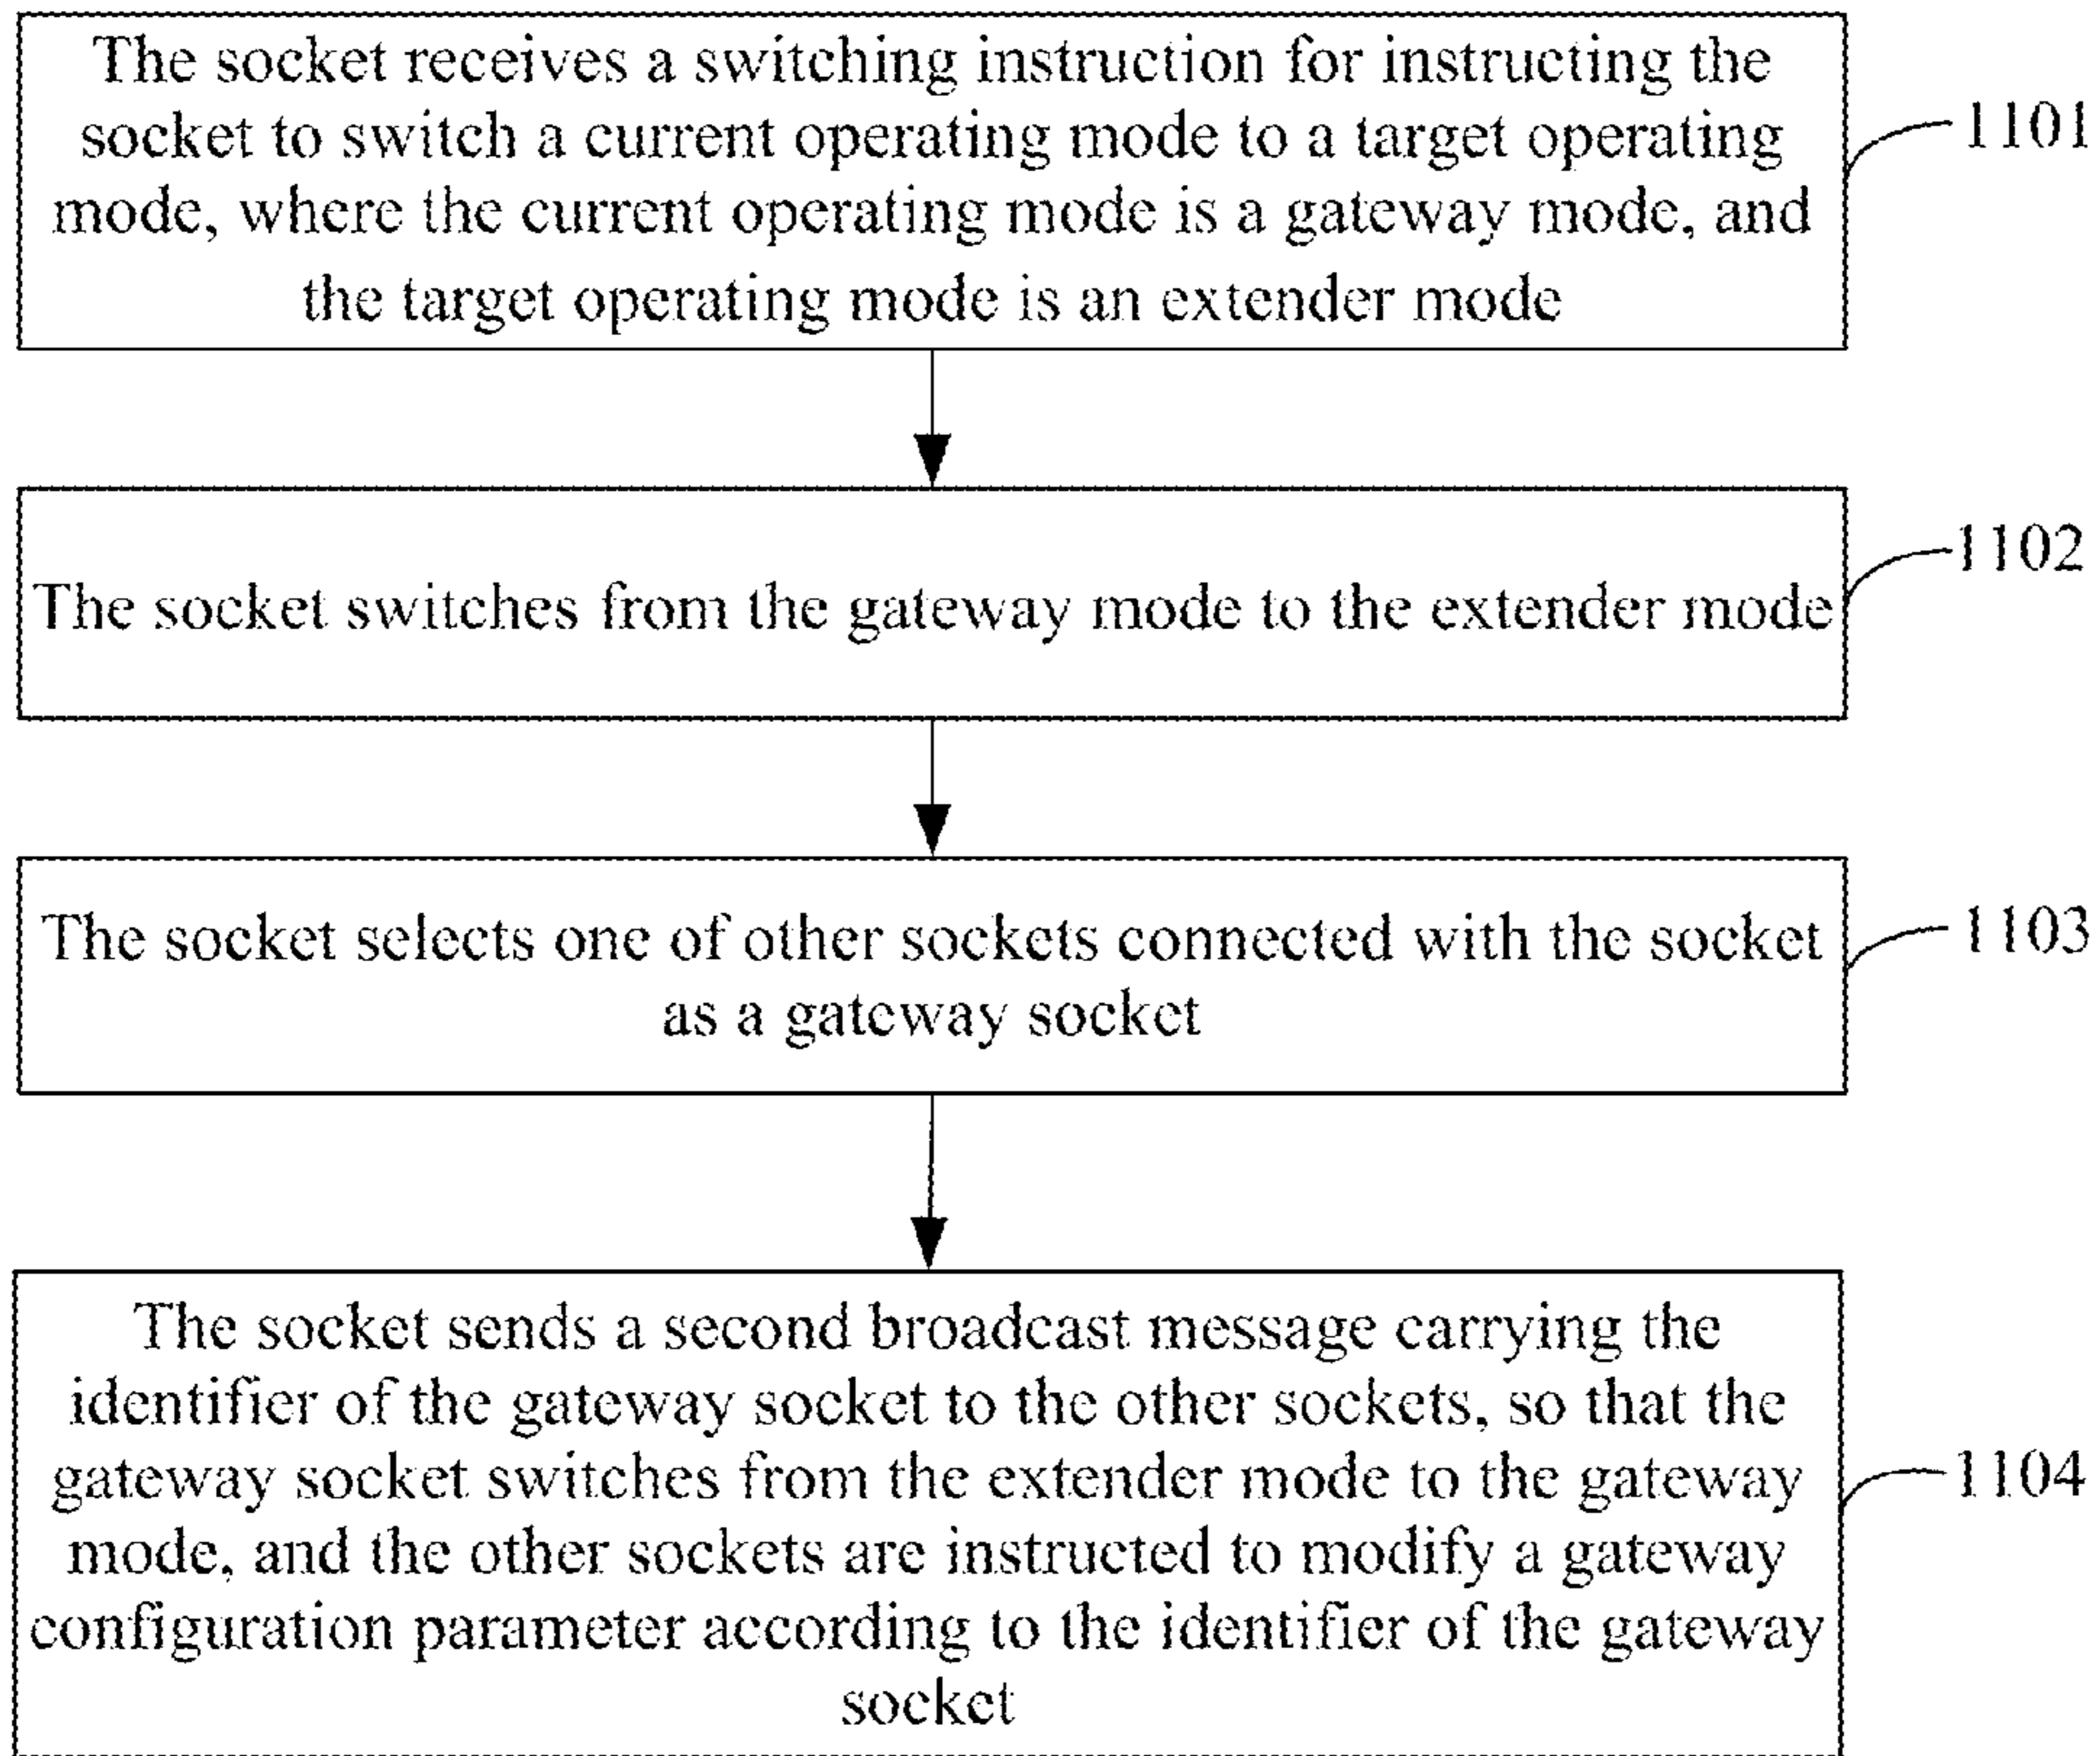 The socket receives a switching instruction for instructing the
socket to switch a current operating mode to a target operating
mode, where the current operating mode is a gateway mode, and
the target operating mode is an extender mode
1101
The socket switches from the gateway mode to the extender mode
1102
The socket selects one of other sockets connected with the socket
as a gateway socket
1103
The socket sends a second broadcast message carrying the
identifier of the gateway socket to the other sockets, so that the
gateway socket switches from the extender mode to the gateway
mode, and the other sockets are instructed to modify a gateway
configuration parameter according to the identifier of the gateway
socket
1104